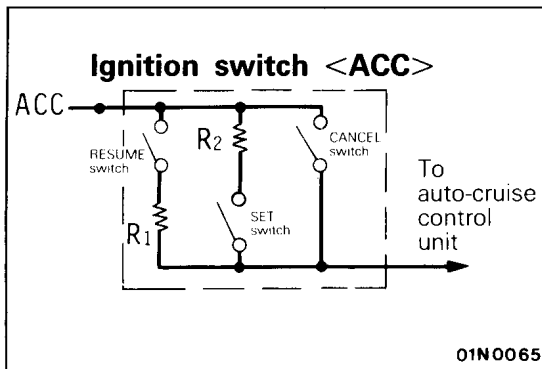 Ignition switch <ACC>
ACC
RESUME
switch
R2
CANCEL
switch
R1
SET
switch
To
auto-cruise
control
unit
01N0065